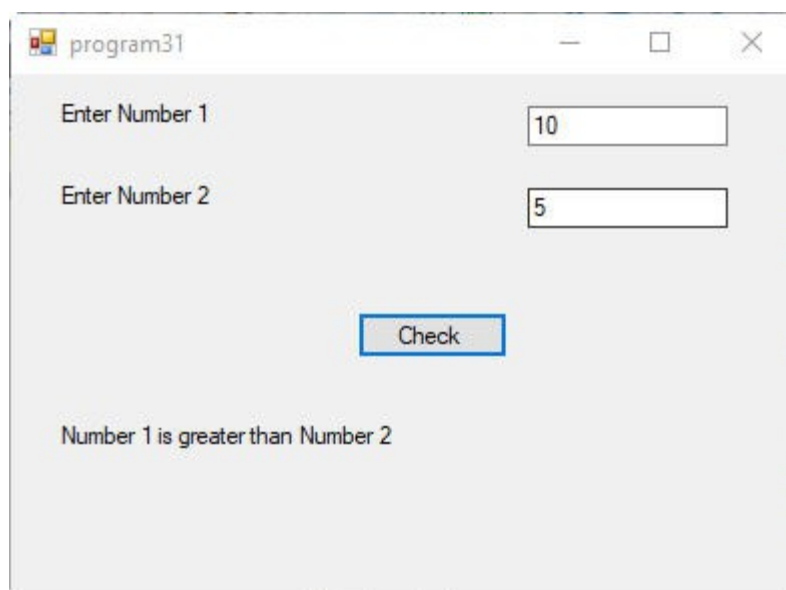 program31
Enter Number 1
10
Enter Number 2
5
Check
Number 1 is greater than Number 2